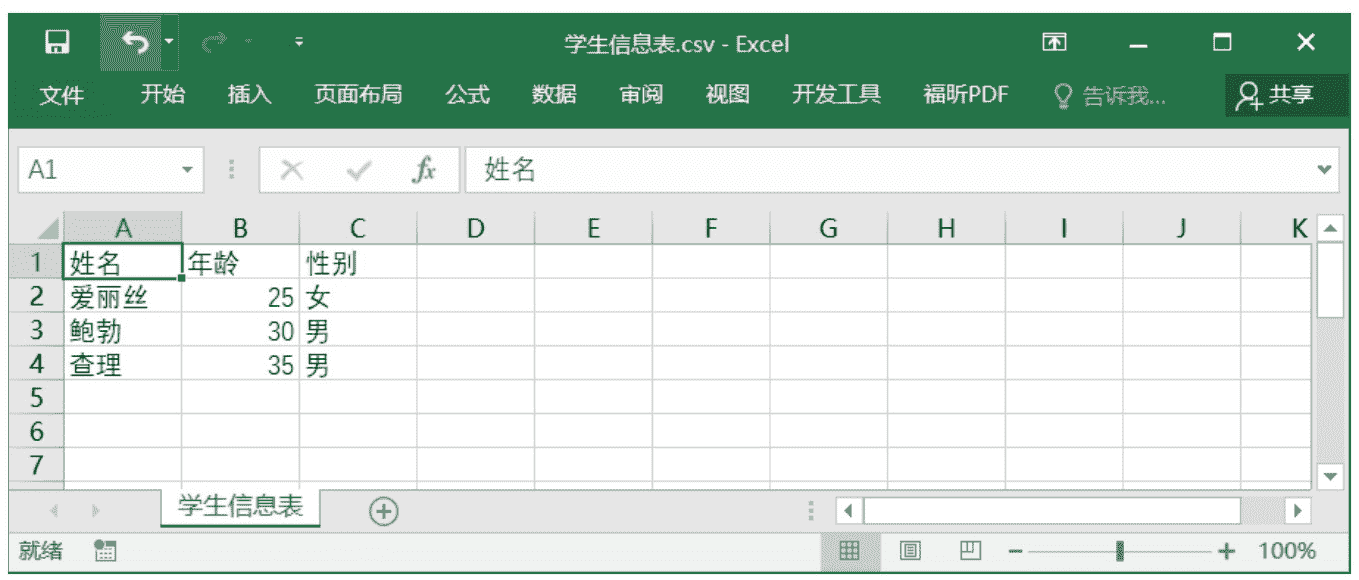 学生信息表.csv - Excel
文件 开始 插入 页面布局 公式 数据 审阅 视图 开发工具 福昕PDF 告诉我... 共享
A1 fx 姓名
A B C D E F G H I J K
1 姓名 年龄 性别
2 爱丽丝 25 女
3 鲍勃 30 男
4 查理 35 男
5
6
7
学生信息表
就绪 100%